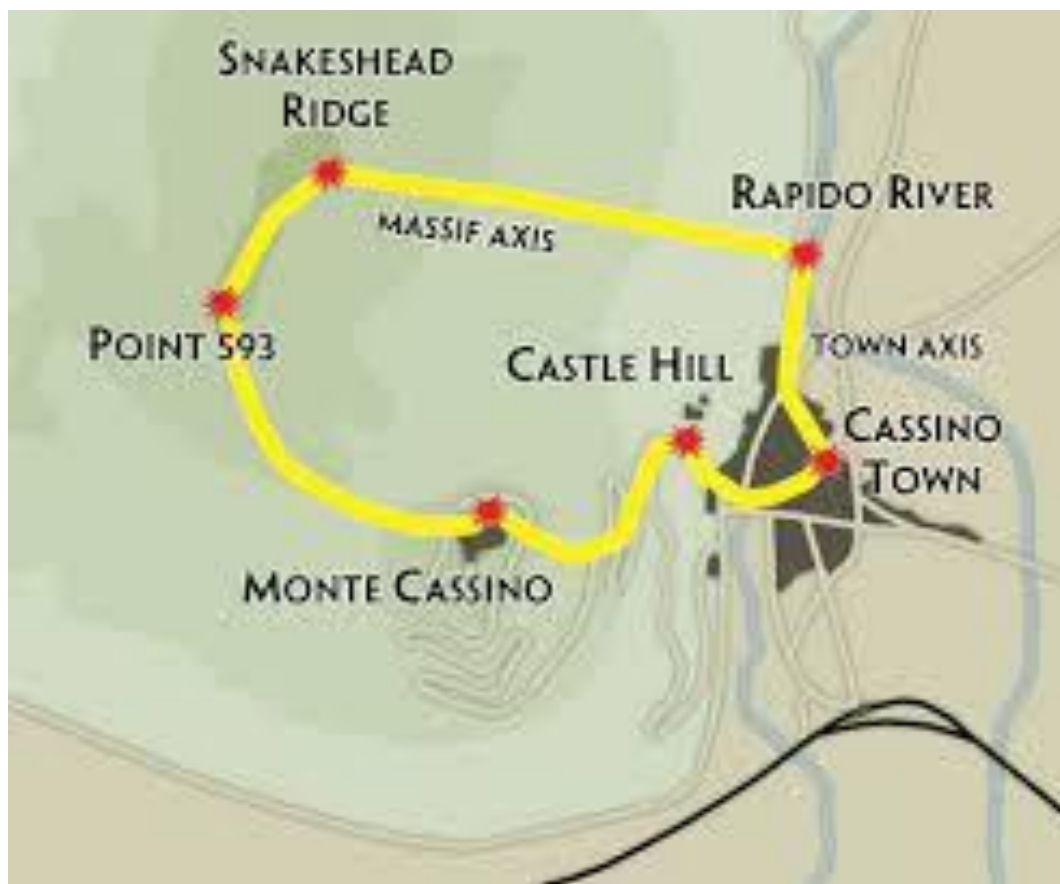 SNAKESHEAD
RIDGE
RAPIDO RIVER
MASSIF AXIS
POINT 593
TOWN AXIS
CASTLE HILL
CASSINO
TOWN
MONTE CASSINO